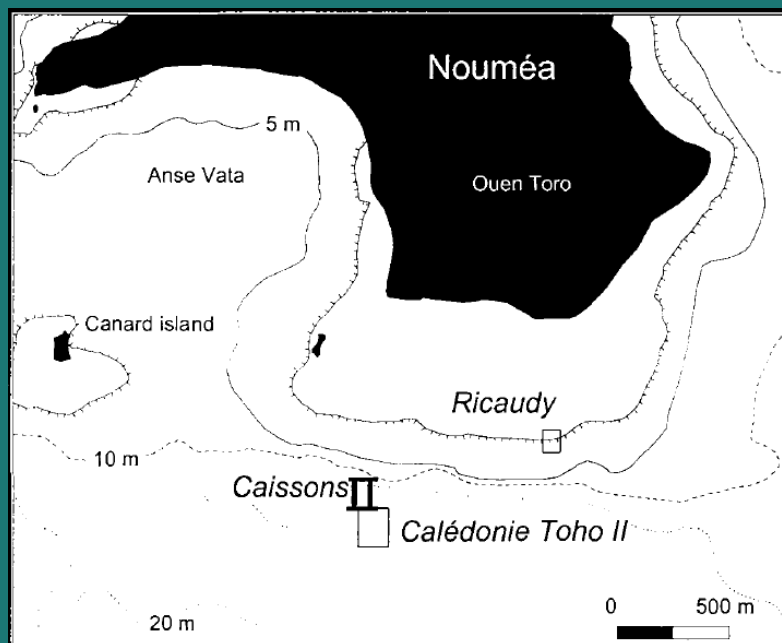 Nouméa
5 m
Anse Vata
Ouen Toro
Canard island
Ricaudy
10 m
Caissons
Calédonie Toho II
20 m
0 500 m